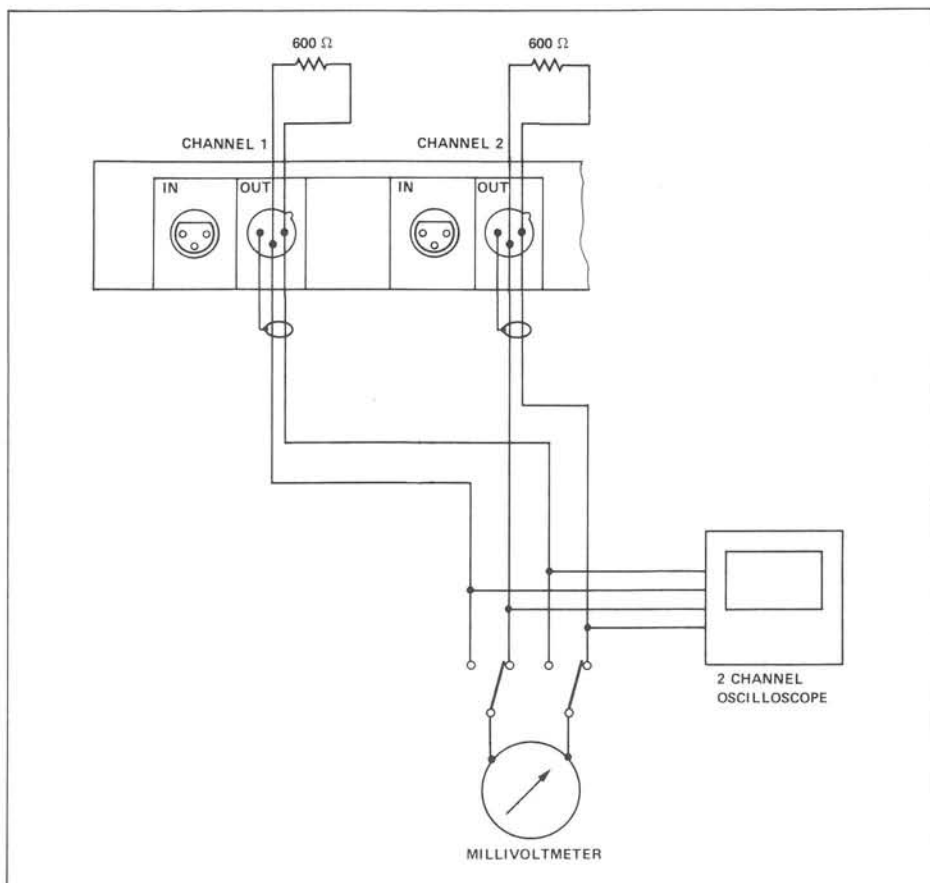 600 Ω
600 Ω
CHANNEL 1
CHANNEL 2
IN
OUT
IN
OUT
2 CHANNEL
OSCILLOSCOPE
MILLIVOLTMETER